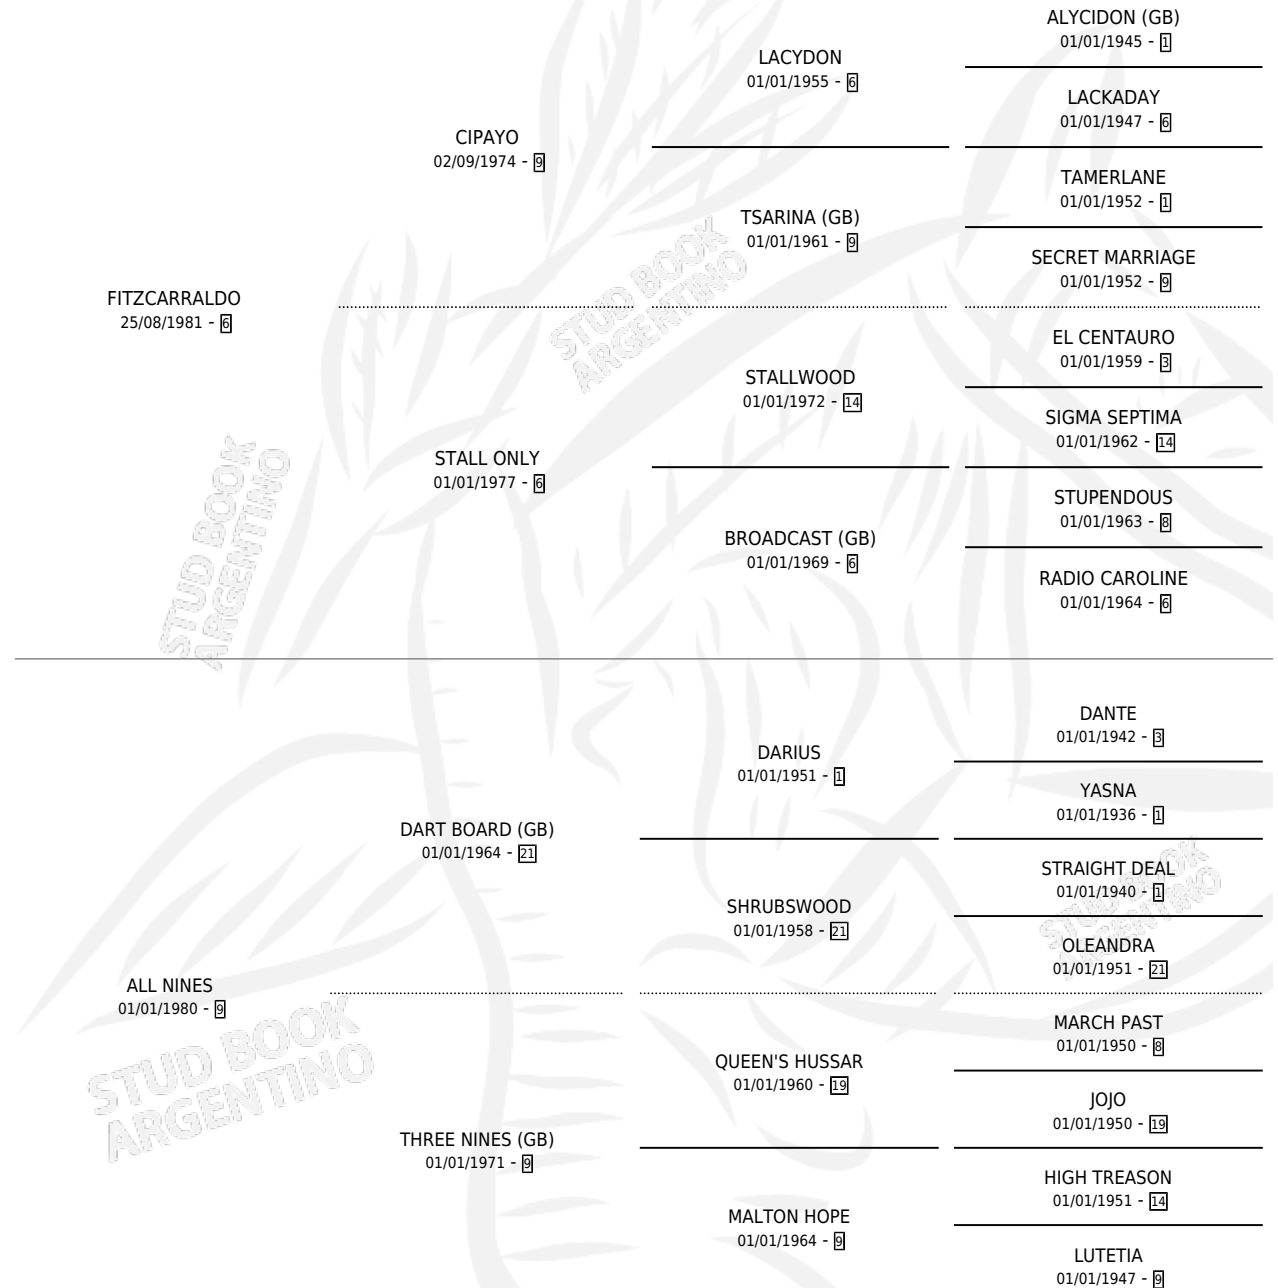 ALYCIDON (GB)
01/01/1945 - 1
LACYDON
01/01/1955 - 6
LACKADAY
01/01/1947 - 6
CIPAYO
02/09/1974 - 9
TAMERLANE
01/01/1952 - 1
TSARINA (GB)
01/01/1961 - 9
SECRET MARRIAGE
01/01/1952 - 9
FITZCARRALDO
25/08/1981 - 6
EL CENTAURO
01/01/1959 - 3
STALLWOOD
01/01/1972 - 14
SIGMA SEPTIMA
01/01/1962 - 14
STALL ONLY
01/01/1977 - 6
STUPENDOUS
01/01/1963 - 8
BROADCAST (GB)
01/01/1969 - 6
RADIO CAROLINE
01/01/1964 - 6
STUD BOOK
ARGENTINO
STUD BOOK
ARGENTINO
DANTE
01/01/1942 - 3
DARIUS
01/01/1951 - 1
YASNA
01/01/1936 - 1
DART BOARD (GB)
01/01/1964 - 21
STRAIGHT DEAL
01/01/1940 - 1
SHRUBSWOOD
01/01/1958 - 21
OLEANDRA
01/01/1951 - 21
STUD BOOK
ARGENTINO
ALL NINES
01/01/1980 - 9
MARCH PAST
01/01/1950 - 8
QUEEN'S HUSSAR
01/01/1960 - 19
JOJO
01/01/1950 - 19
THREE NINES (GB)
01/01/1971 - 9
HIGH TREASON
01/01/1951 - 14
MALTON HOPE
01/01/1964 - 9
LUTETIA
01/01/1947 - 9
STUD BOOK
ARGENTINO